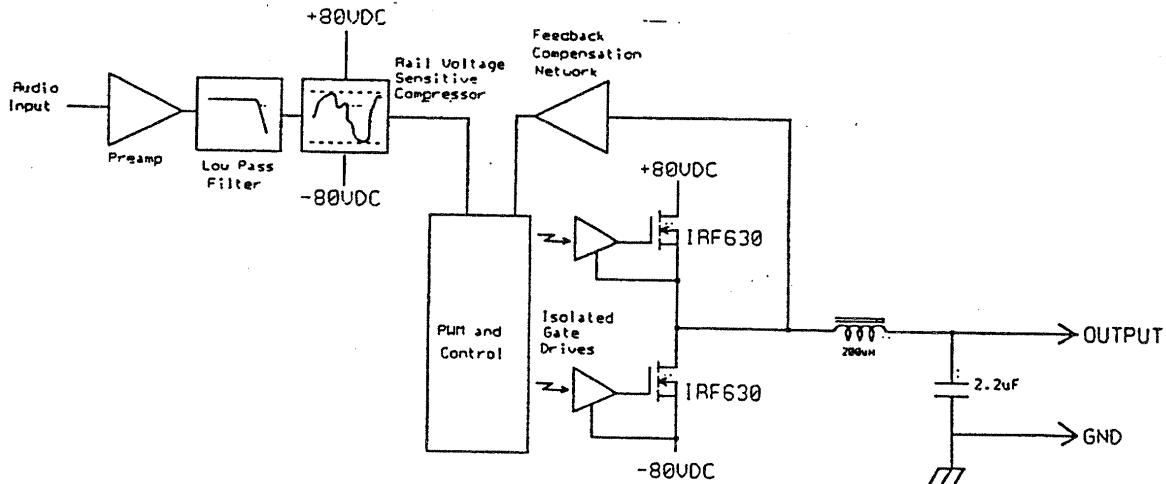 +80VDC
Feedback
Compensation
Network
Rail Voltage
Sensitive
Compressor
Audio
Input
Preamp
Low Pass
Filter
-80VDC
+80VDC
IRF630
PWM and
Control
Isolated
Gate
Drives
200uH
OUTPUT
IRF630
2.2uF
GND
-80VDC